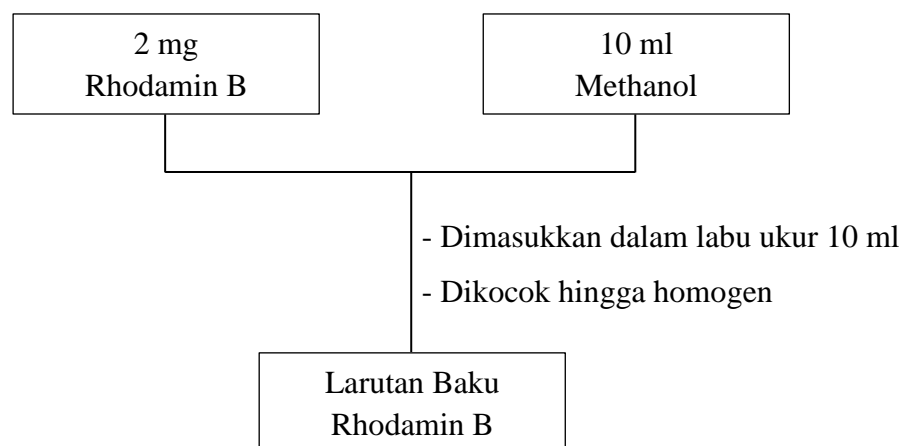 2 mg
Rhodamin B
10 ml
Methanol
- Dimasukkan dalam labu ukur 10 ml
- Dikocok hingga homogen
Larutan Baku
Rhodamin B